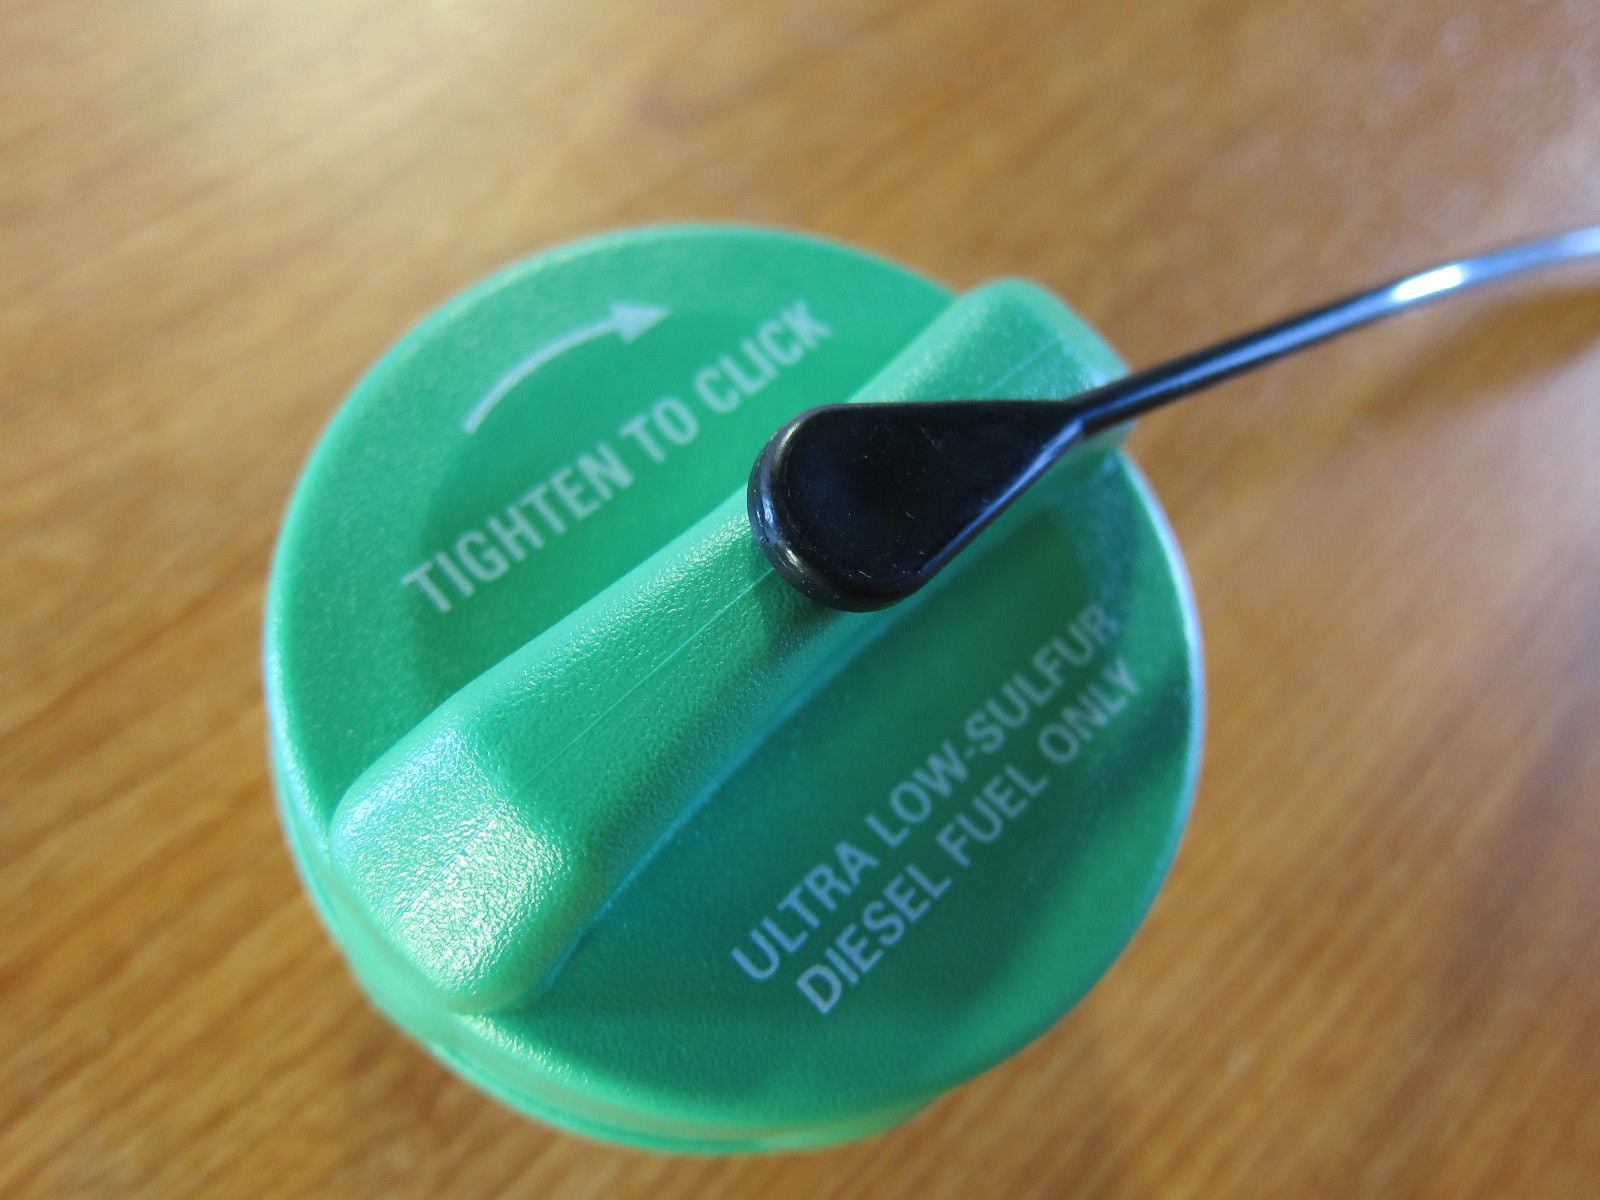 TIGHTEN TO CLICK
ULTRA LOW-SULFUR
DIESEL FUEL ONLY